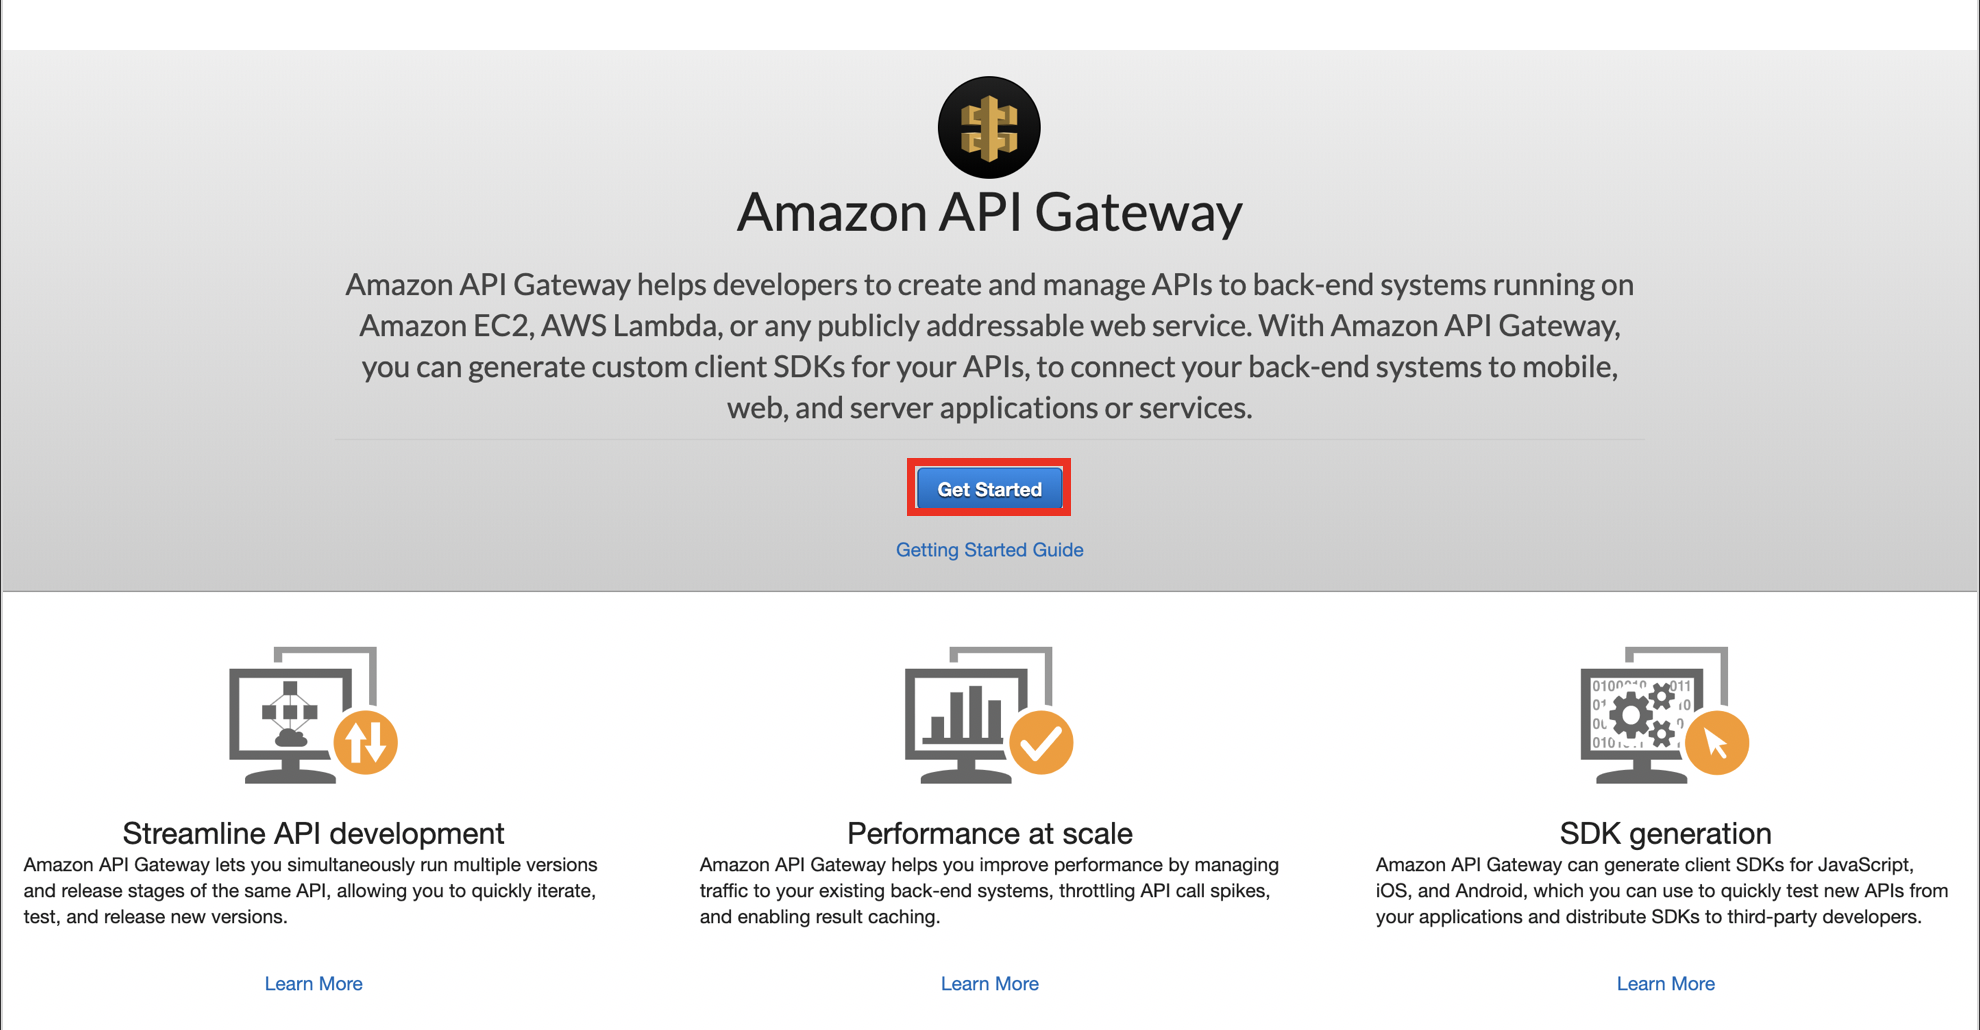 Amazon API Gateway
Amazon API Gateway helps developers to create and manage APIs to back-end systems running on
Amazon EC2, AWS Lambda, or any publicly addressable web service. With Amazon API Gateway,
you can generate custom client SDKs for your APIs, to connect your back-end systems to mobile,
web, and server applications or services.
Get Started
Getting Started Guide
Streamline API development
Amazon API Gateway lets you simultaneously run multiple versions
and release stages of the same API, allowing you to quickly iterate,
test, and release new versions.
Learn More
Performance at scale
Amazon API Gateway helps you improve performance by managing
traffic to your existing back-end systems, throttling API call spikes,
and enabling result caching.
Learn More
SDK generation
Amazon API Gateway can generate client SDKs for JavaScript,
iOS, and Android, which you can use to quickly test new APIs from
your applications and distribute SDKs to third-party developers.
Learn More